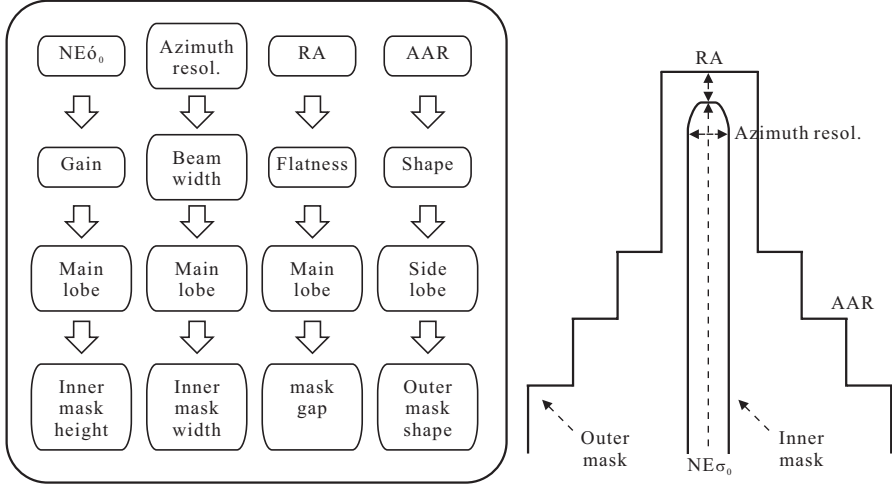 NEó₀
Azimuth
resol.
RA
AAR
Gain
Beam
width
Flatness
Shape
Main
lobe
Main
lobe
Main
lobe
Side
lobe
Inner
mask
height
Inner
mask
width
mask
gap
Outer
mask
shape
RA
Azimuth resol.
AAR
Outer
mask
NEσ₀
Inner
mask